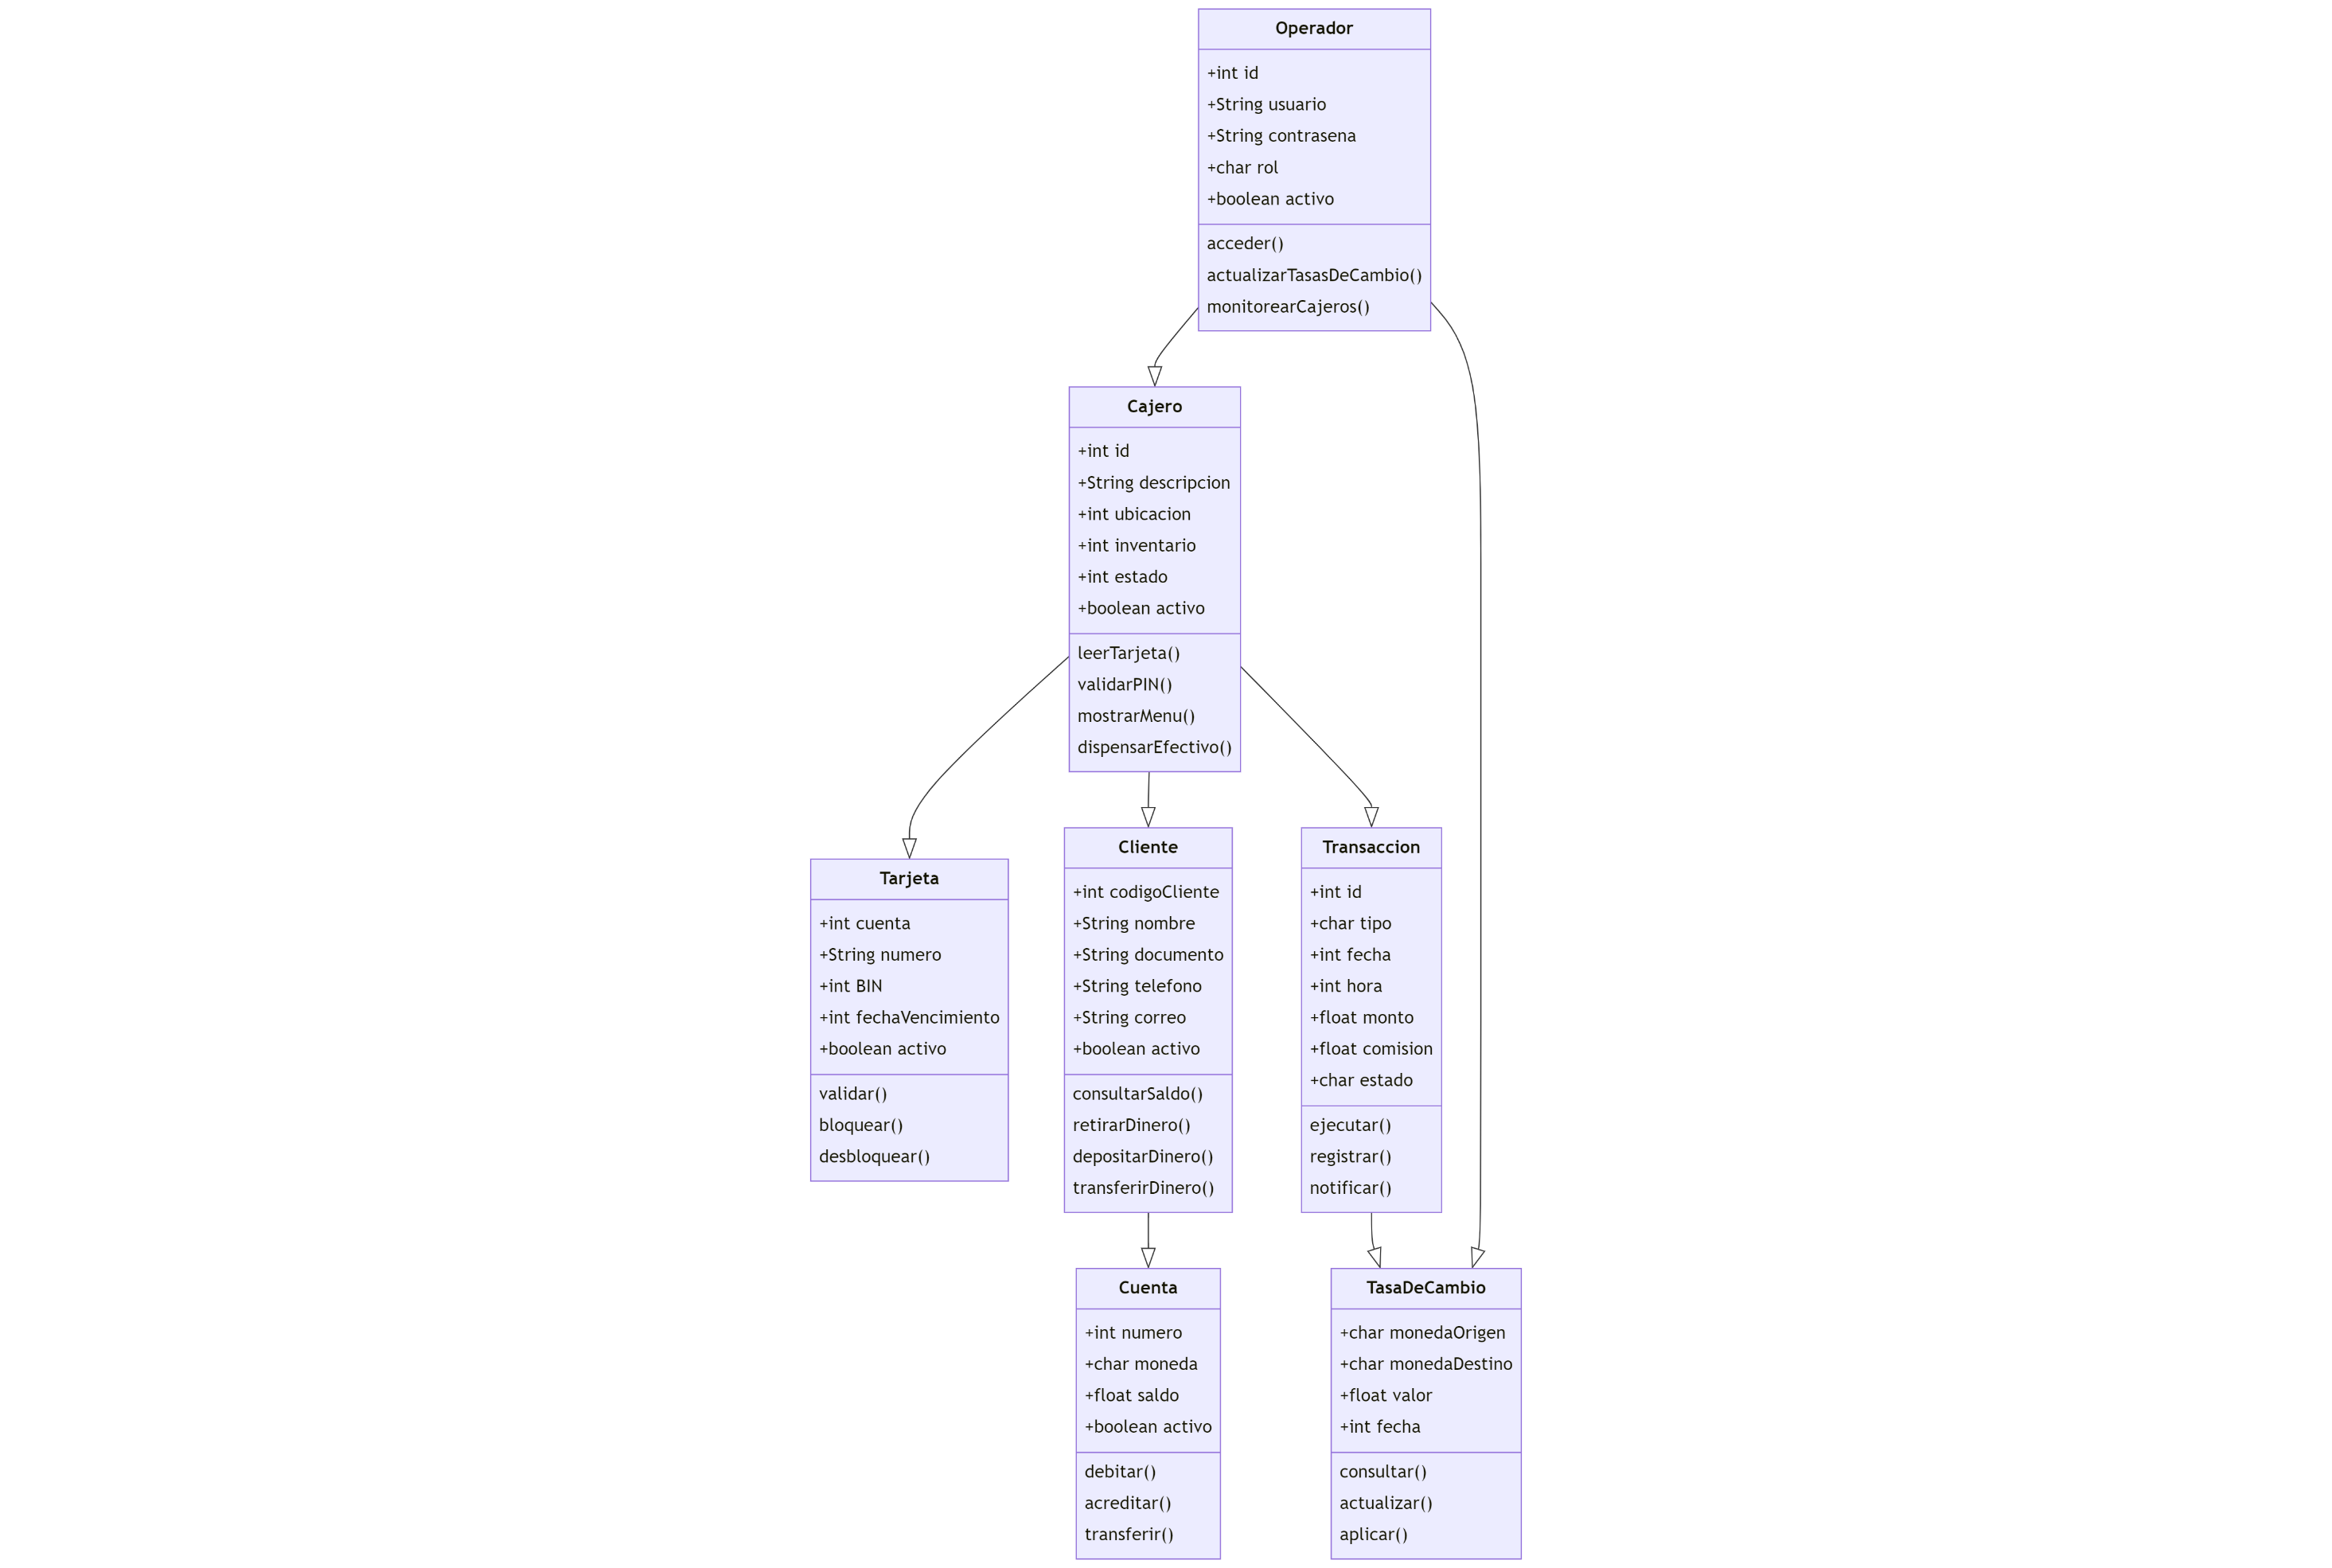 Operador
+int id
+String usuario
+String contrasena
+char rol
+boolean activo
acceder()
actualizarTasasDeCambio()
monitorearCajeros()
Cajero
+int id
+String descripcion
+int ubicacion
+int inventario
+int estado
+boolean activo
leerTarjeta()
validarPIN()
mostrarMenu()
dispensarEfectivo()
Tarjeta
+int cuenta
+String numero
+int BIN
+int fechaVencimiento
+boolean activo
validar()
bloquear()
desbloquear()
Cliente
+int codigoCliente
+String nombre
+String documento
+String telefono
+String correo
+boolean activo
consultarSaldo()
retirarDinero()
depositarDinero()
transferirDinero()
Transaccion
+int id
+char tipo
+int fecha
+int hora
+float monto
+float comision
+char estado
ejecutar()
registrar()
notificar()
Cuenta
+int numero
+char moneda
+float saldo
+boolean activo
debitar()
acreditar()
transferir()
TasaDeCambio
+char monedaOrigen
+char monedaDestino
+float valor
+int fecha
consultar()
actualizar()
aplicar()